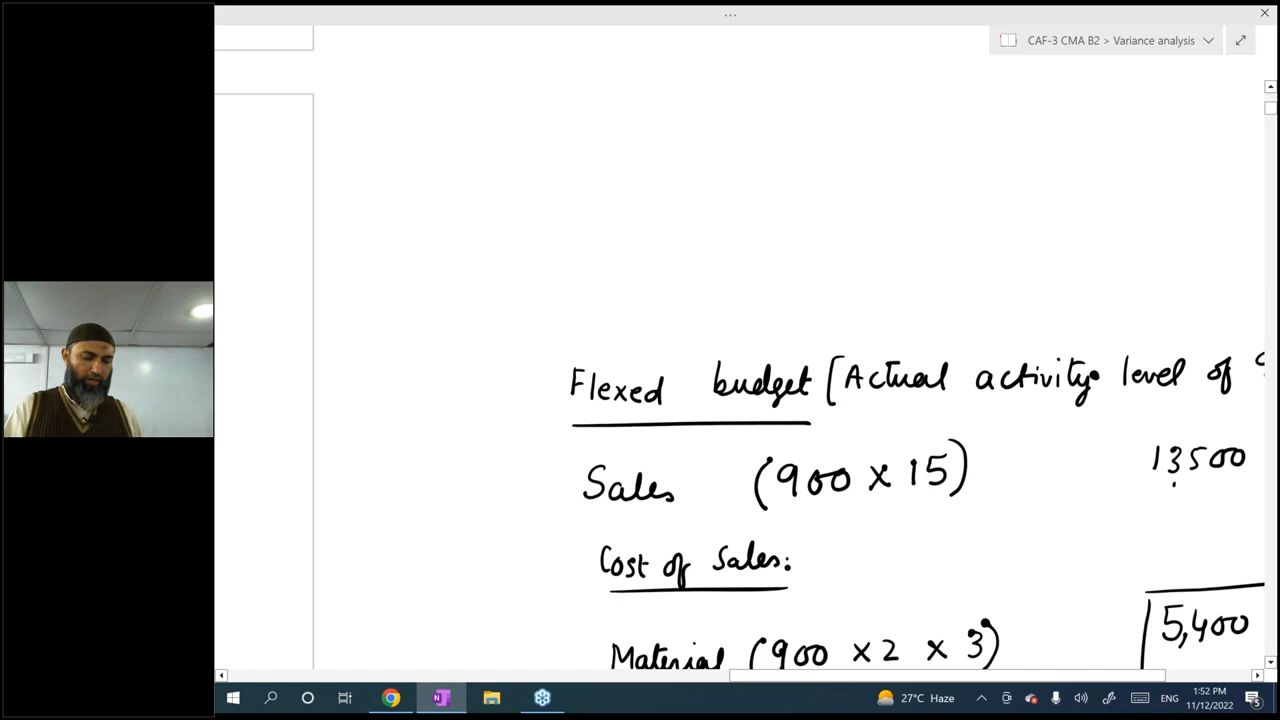 CAF-3 CMA B2 > Variance analysis
Flexed budget [Actual activity level of
Sales (900 x 15) 13500
Cost of Sales:
Material (900 x 2 x 3) 5,400
27°C Haze
ENG
1:52 PM
11/12/2022
5